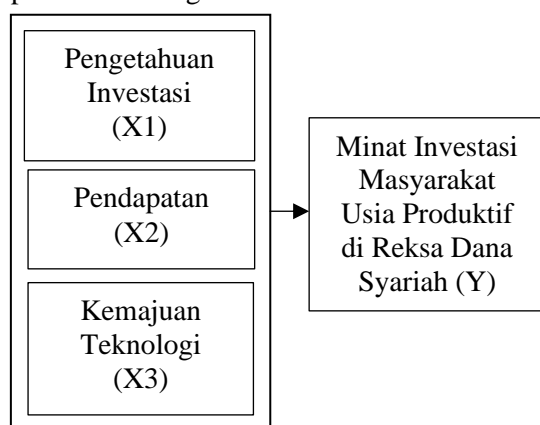 Pengetahuan
Investasi
(X1)
Pendapatan
(X2)
Kemajuan
Teknologi
(X3)
Minat Investasi
Masyarakat
Usia Produktif
di Reksa Dana
Syariah (Y)